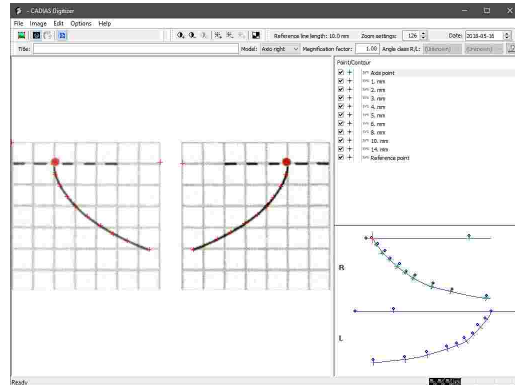 - CADIAS Digitizer
File Image Edit Options Help
Reference line length: 10.0 mm Zoom settings: 126 Date: 2018-05-16
Title: Model: Axis right Magnification factor: 1.00 Angle class R/L: (Unknown) (Unknown)
Point/Contour
Axis point
1. mm
2. mm
3. mm
4. mm
5. mm
6. mm
8. mm
10. mm
14. mm
Reference point
R
L
Ready